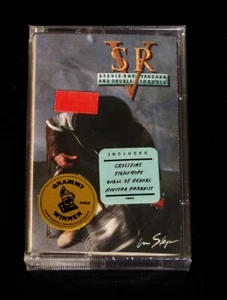 SRV
STEVIE RAY VAUGHAN
AND DOUBLE TROUBLE
INCLUDES
CROSSFIRE
TIGHTROPE
WALL OF DENIAL
RIVIERA PARADISE
GRAMMY
WINNER
In Step